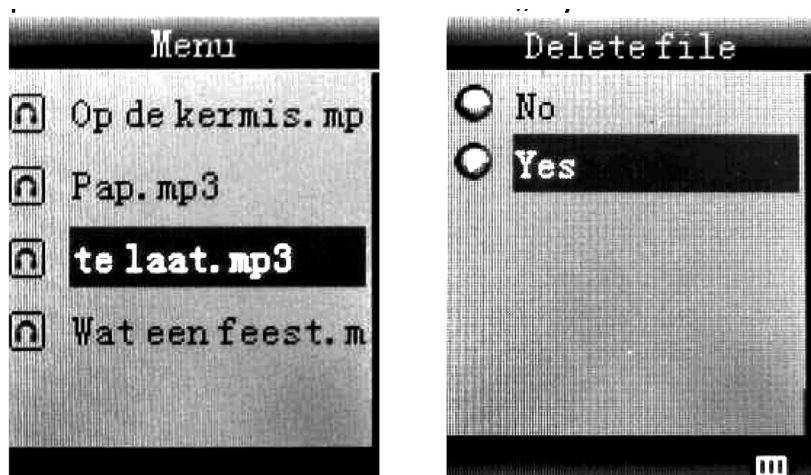 Menu
Op de kermis.mp
Pap.mp3
te laat.mp3
Wat een feest.m
Delete file
No
Yes